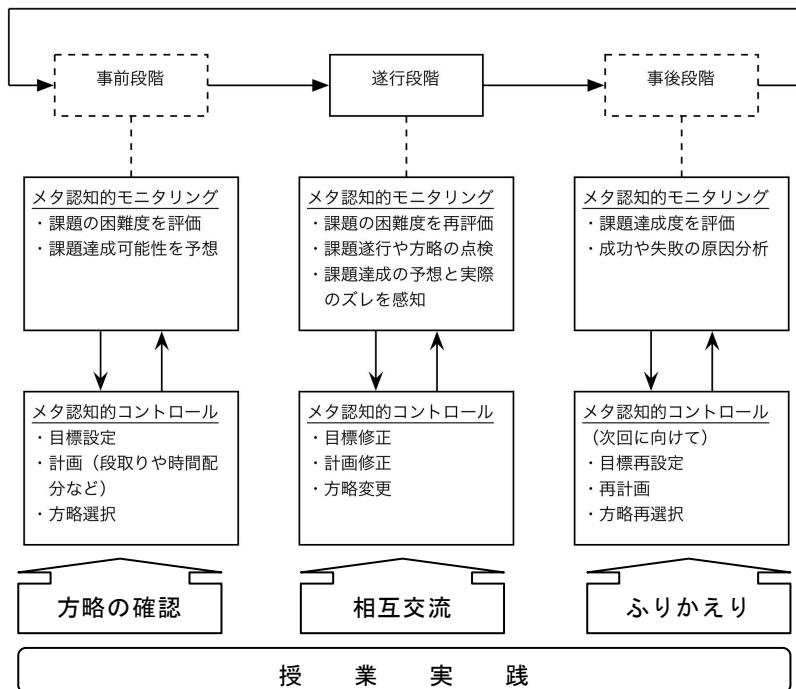 事前段階
遂行段階
事後段階
メタ認知的モニタリング
・課題の困難度を評価
・課題達成可能性を予想
メタ認知的モニタリング
・課題の困難度を再評価
・課題遂行や方略の点検
・課題達成の予想と実際
のズレを感知
メタ認知的モニタリング
・課題達成度を評価
・成功や失敗の原因分析
メタ認知的コントロール
・目標設定
・計画（段取りや時間配
分など）
・方略選択
メタ認知的コントロール
・目標修正
・計画修正
・方略変更
メタ認知的コントロール
（次回に向けて）
・目標再設定
・再計画
・方略再選択
方略の確認
相互交流
ふりかえり
授　業　実　践